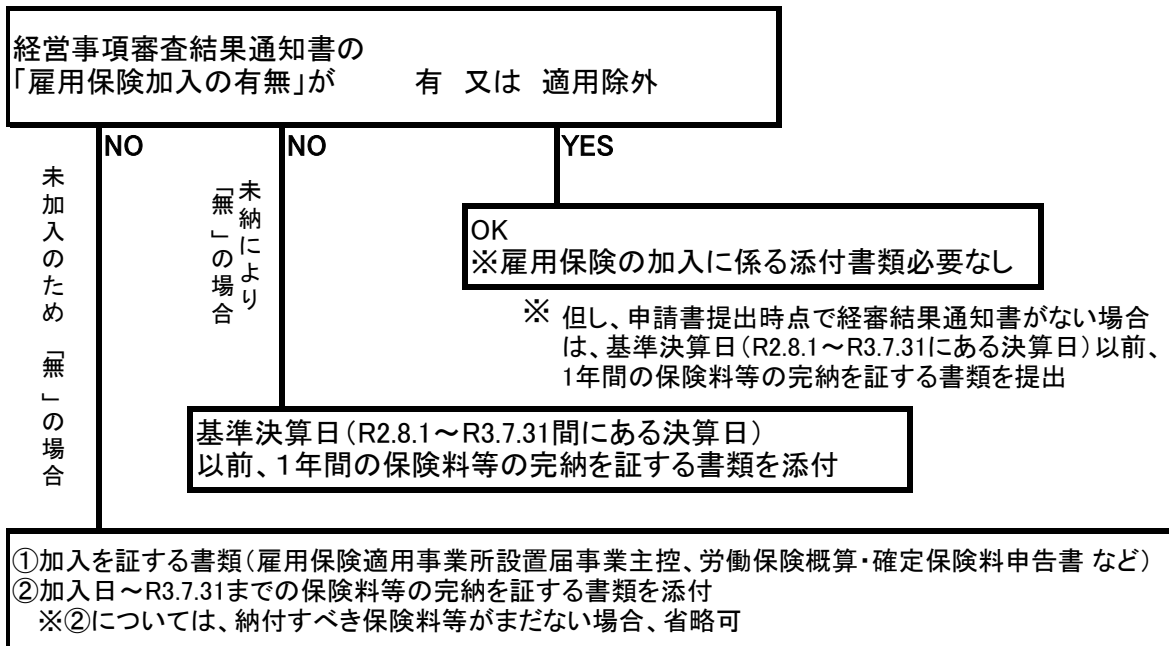 経営事項審査結果通知書の
「雇用保険加入の有無」が　　有　又は　適用除外
NO
NO
YES
未加入のため　「無」の場合
未納により
「無」の場合
OK
※雇用保険の加入に係る添付書類必要なし
※ 但し、申請書提出時点で経審結果通知書がない場合
は、基準決算日（R2.8.1～R3.7.31にある決算日）以前、
1年間の保険料等の完納を証する書類を提出
基準決算日（R2.8.1～R3.7.31間にある決算日）
以前、１年間の保険料等の完納を証する書類を添付
①加入を証する書類（雇用保険適用事業所設置届事業主控、労働保険概算・確定保険料申告書 など）
②加入日～R3.7.31までの保険料等の完納を証する書類を添付
※②については、納付すべき保険料等がまだない場合、省略可